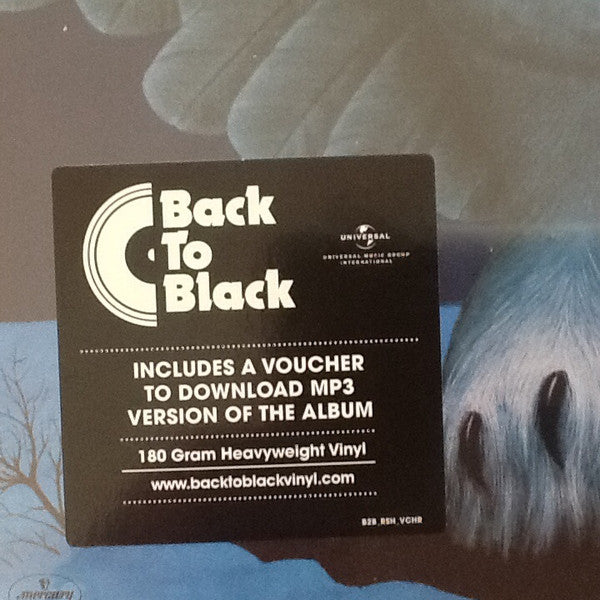 Back
To
Black
UNIVERSAL
UNIVERSAL MUSIC GROUP
INTERNATIONAL
INCLUDES A VOUCHER
TO DOWNLOAD MP3
VERSION OF THE ALBUM
180 Gram Heavyweight Vinyl
www.backtoblackvinyl.com
B2B_RSH_VGHR
mercury